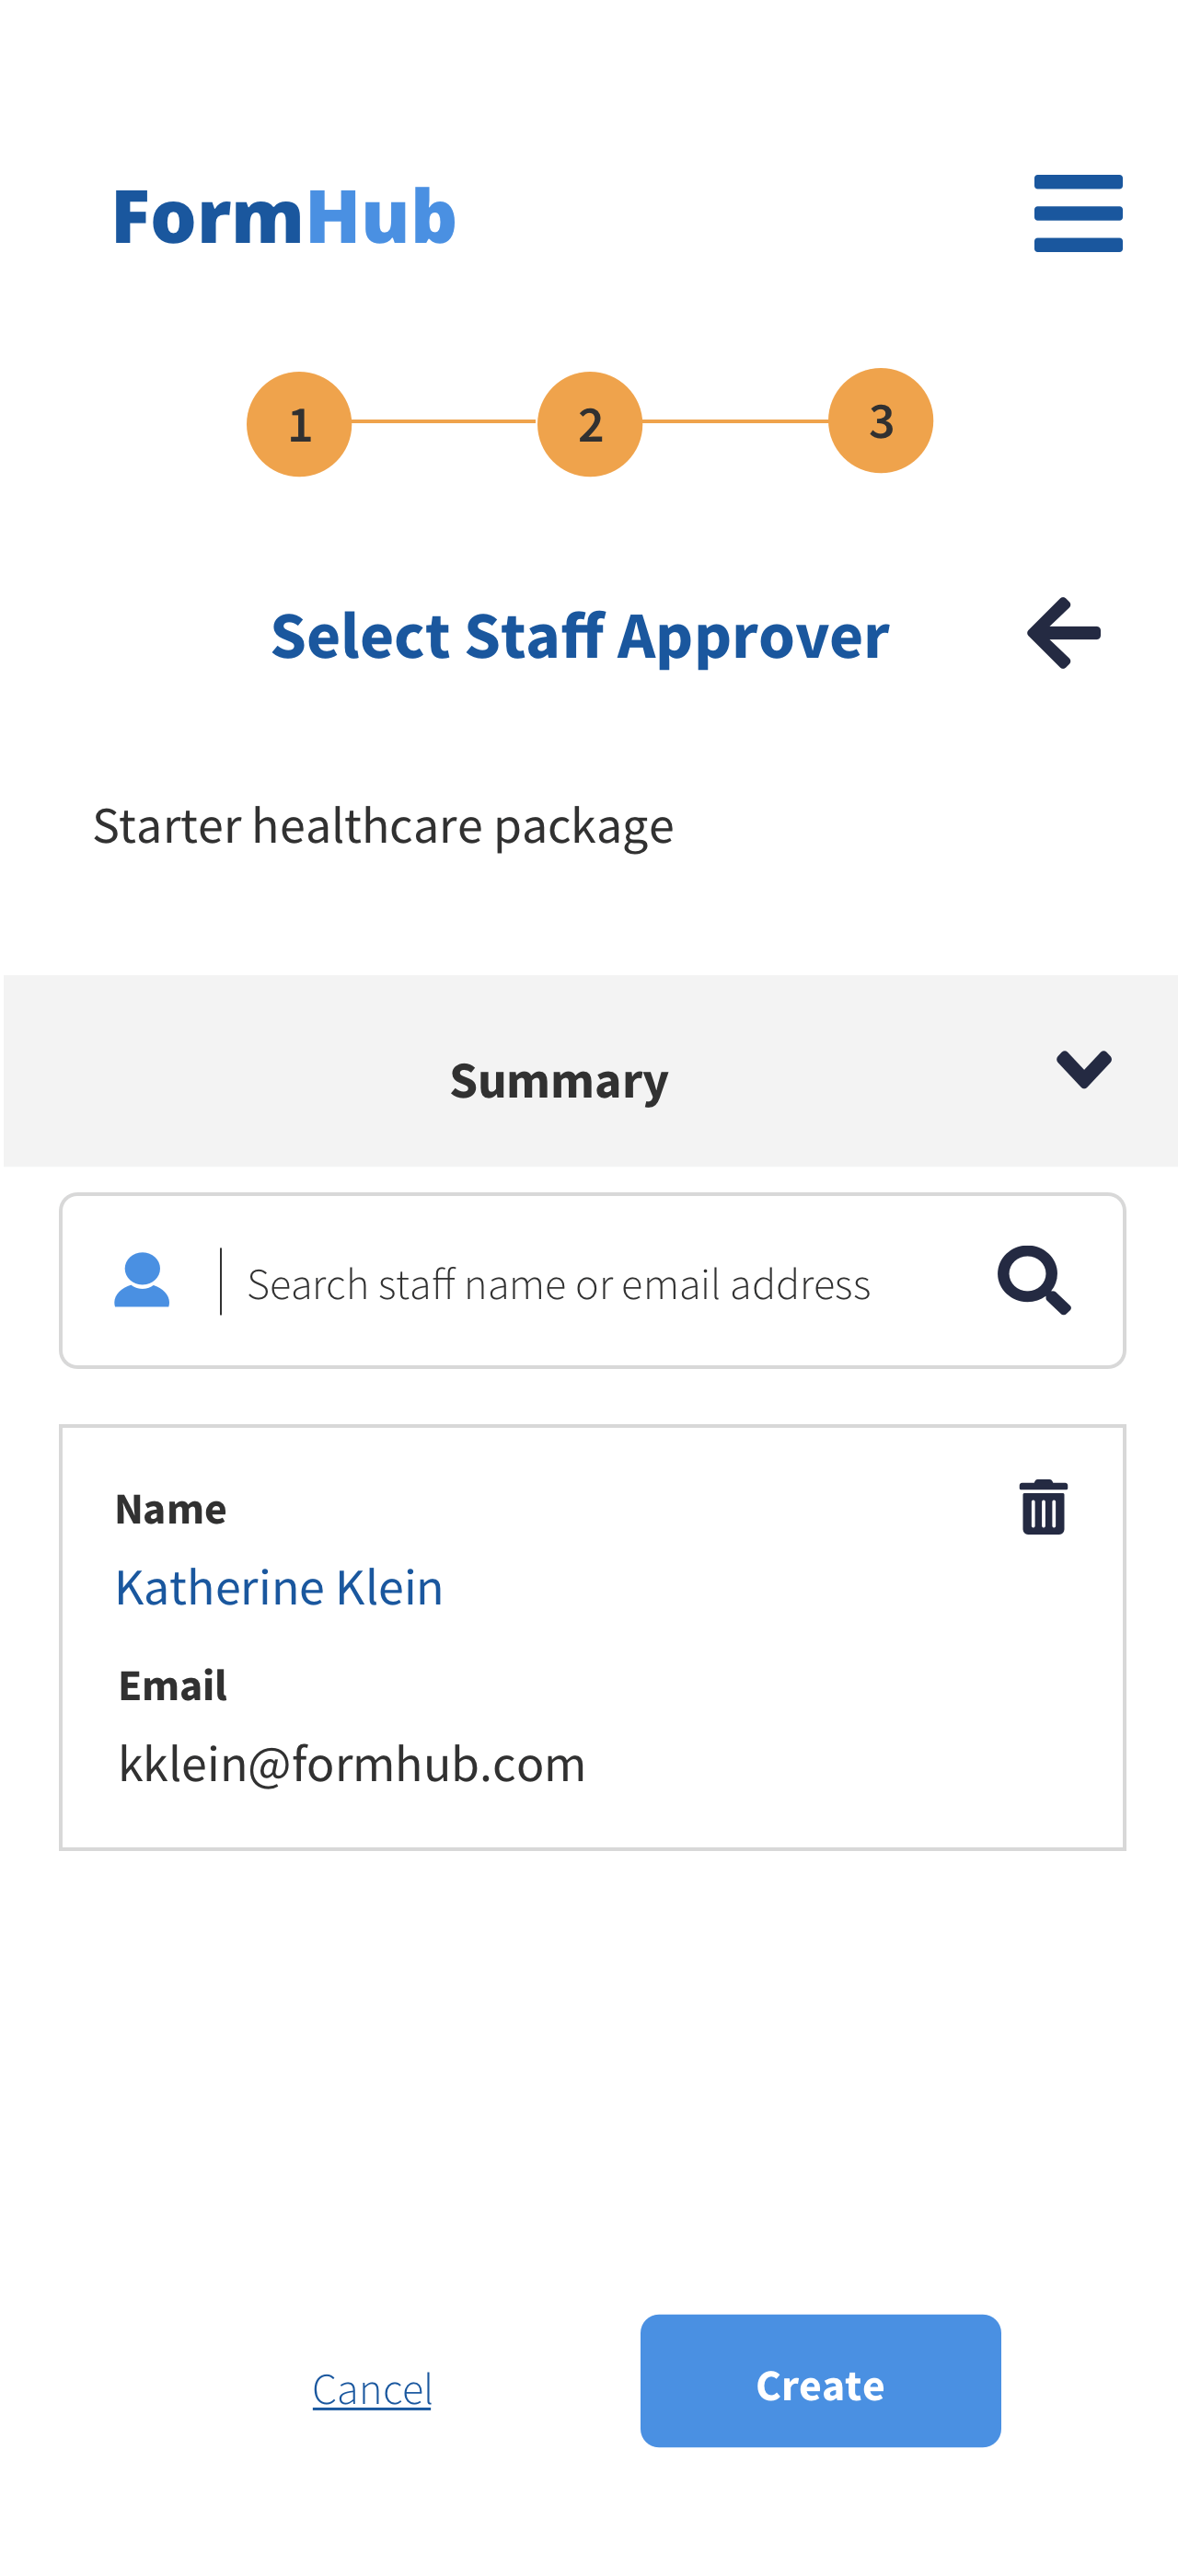 FormHub
1 2 3
Select Staff Approver
Starter healthcare package
Summary
Search staff name or email address
Name
Katherine Klein
Email
kklein@formhub.com
Cancel Create